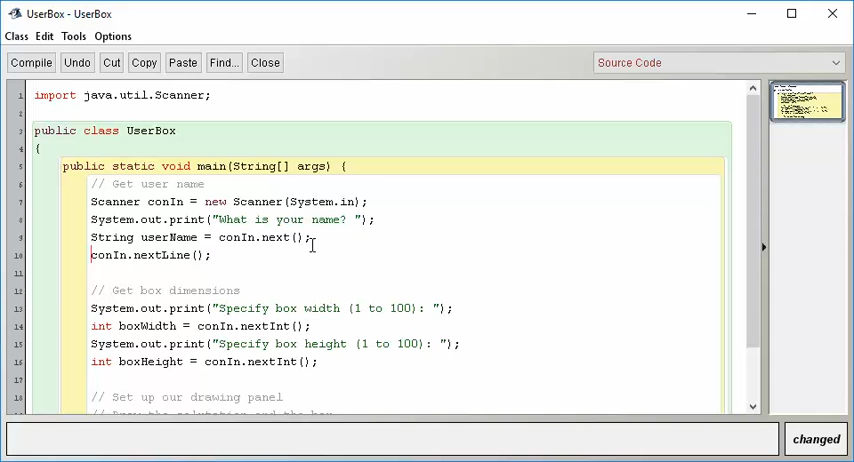 UserBox - UserBox
Class Edit Tools Options
Compile Undo Cut Copy Paste Find... Close Source Code
1 import java.util.Scanner;
2
3 public class UserBox
4 {
5 public static void main(String[] args) {
6 // Get user name
7 Scanner conIn = new Scanner(System.in);
8 System.out.print("What is your name? ");
9 String userName = conIn.next();
10 conIn.nextLine();
11
12 // Get box dimensions
13 System.out.print("Specify box width (1 to 100): ");
14 int boxWidth = conIn.nextInt();
15 System.out.print("Specify box height (1 to 100): ");
16 int boxHeight = conIn.nextInt();
17
18 // Set up our drawing panel
changed